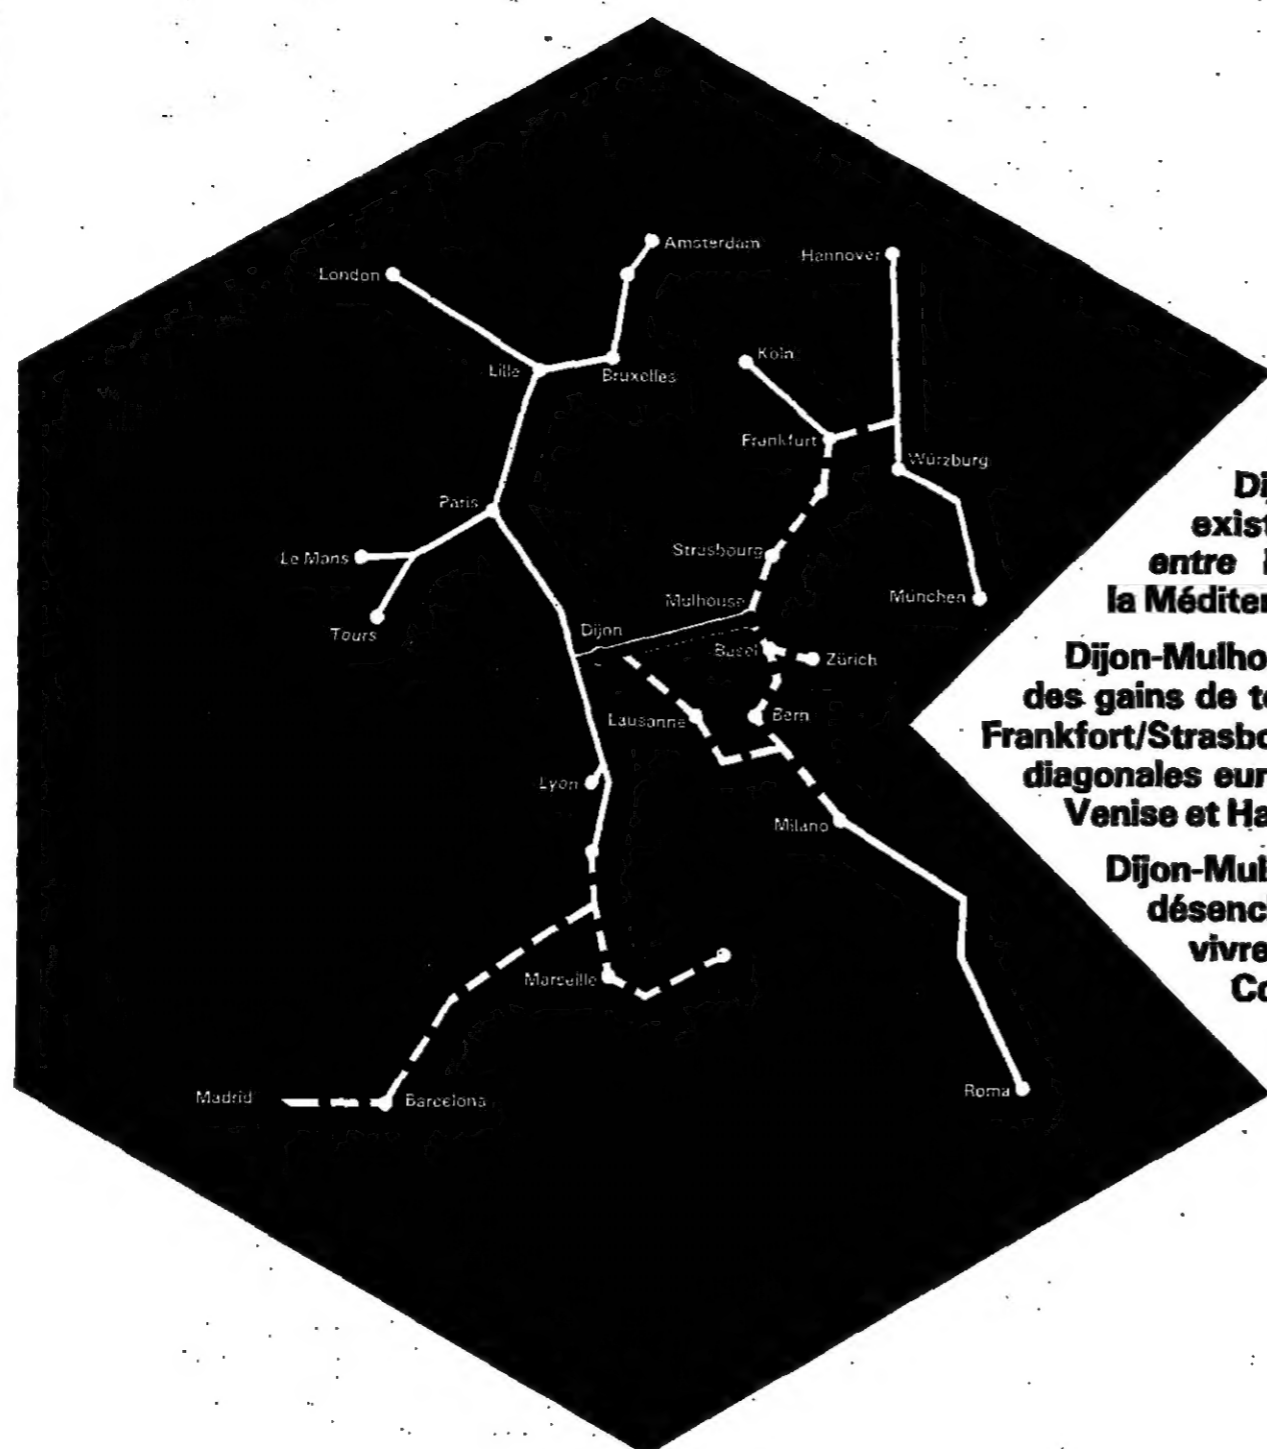 Amsterdam
Hannover
London
Köln
Lille
Bruxelles
Frankfurt
Würzburg
Paris
Strasbourg
Le Mans
Mulhouse
München
Dijon
Tours
Basel
Zürich
Lausanne
Bern
Lyon
Milano
Marseille
Roma
Madrid
Barcelona
Di
exist
entre
la Méditer
Dijon-Mulho
des gains de te
Frankfort/Strasbo
diagonales eur
Venise et Ha
Dijon-Mul
désencl
vivre
Co